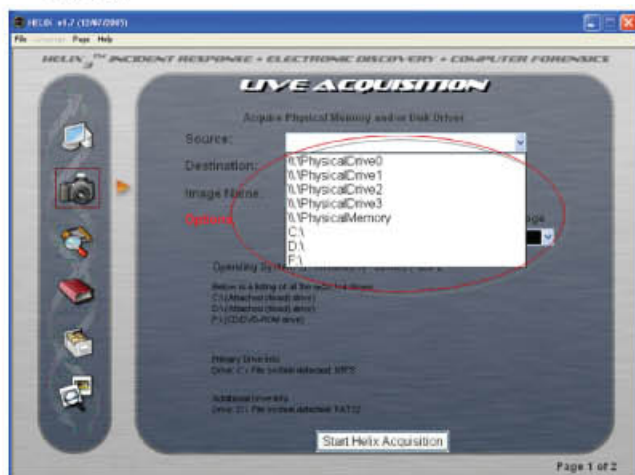 HELIX v1.7 (12/07/2005)
File Page Help
INCIDENT RESPONSE • ELECTRONIC DISCOVERY • COMPUTER FORENSICS
LIVE ACQUISITION
Acquire Physical Memory and/or Disk Drives
Source:
\\.\PhysicalDrive0
\\.\PhysicalDrive1
\\.\PhysicalDrive2
\\.\PhysicalDrive3
\\.\PhysicalMemory
C:\
D:\
F:\
Destination:
Image Name:
Options
Operating System
Below is a listing of all the detected drives
C:\ (Attached (fixed) drive)
D:\ (Attached (fixed) drive)
F:\ (CD/DVD-ROM drive)
Primary Drive Info
Drive: C:\ File system detected: NTFS
Additional Drive Info
Drive: D:\ File system detected: FAT32
Start Helix Acquisition
Page 1 of 2